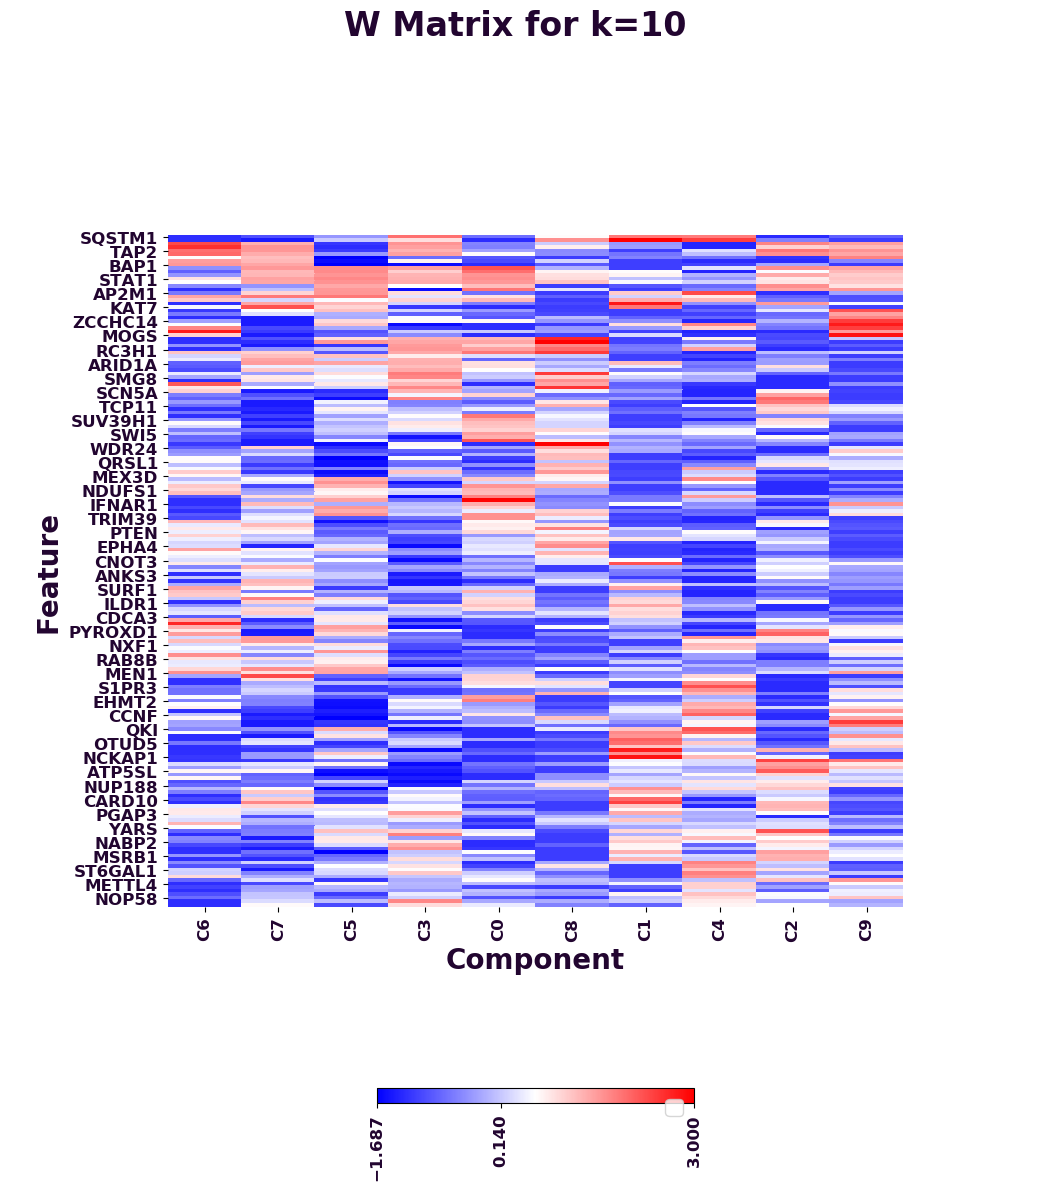 W Matrix for k=10
Feature
SQSTM1
TAP2
BAP1
STAT1
AP2M1
KAT7
ZCCHC14
MOGS
RC3H1
ARID1A
SMG8
SCN5A
TCP11
SUV39H1
SWI5
WDR24
QRSL1
MEX3D
NDUFS1
IFNAR1
TRIM39
PTEN
EPHA4
CNOT3
ANKS3
SURF1
ILDR1
CDCA3
PYROXD1
NXF1
RAB8B
MEN1
S1PR3
EHMT2
CCNF
QKI
OTUD5
NCKAP1
ATP5SL
NUP188
CARD10
PGAP3
YARS
NABP2
MSRB1
ST6GAL1
METTL4
NOP58
C6 C7 C5 C3 C0 C8 C1 C4 C2 C9
Component
−1.687 0.140 3.000